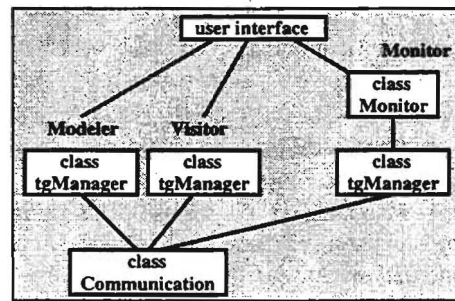 user interface
Monitor
class
Monitor
Modeler
Visitor
class
tgManager
class
tgManager
class
tgManager
class
Communication